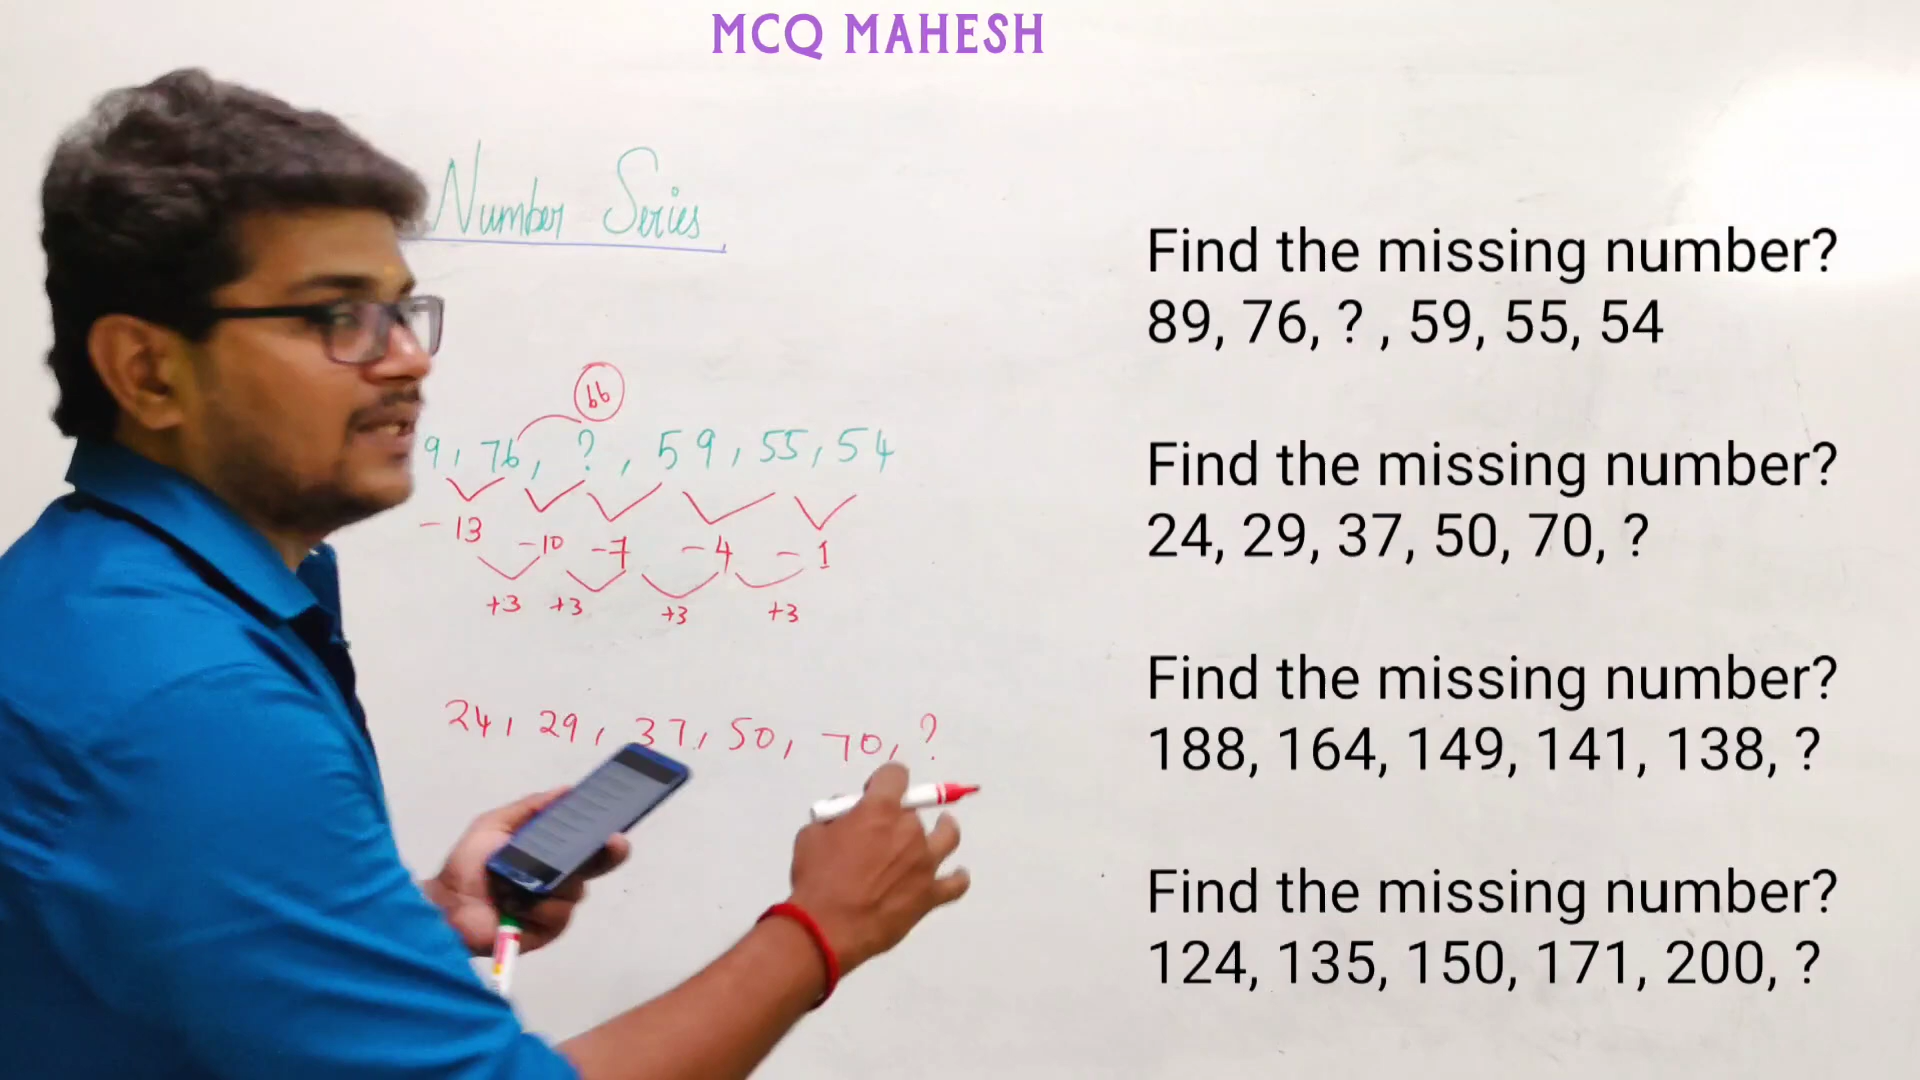 MCQ MAHESH
Number Series
66
9, 76, ?, 59, 55, 54
-13 -10 -7 -4 -1
+3 +3 +3 +3
24, 29, 37, 50, 70, ?
Find the missing number?
89, 76, ? , 59, 55, 54
Find the missing number?
24, 29, 37, 50, 70, ?
Find the missing number?
188, 164, 149, 141, 138, ?
Find the missing number?
124, 135, 150, 171, 200, ?